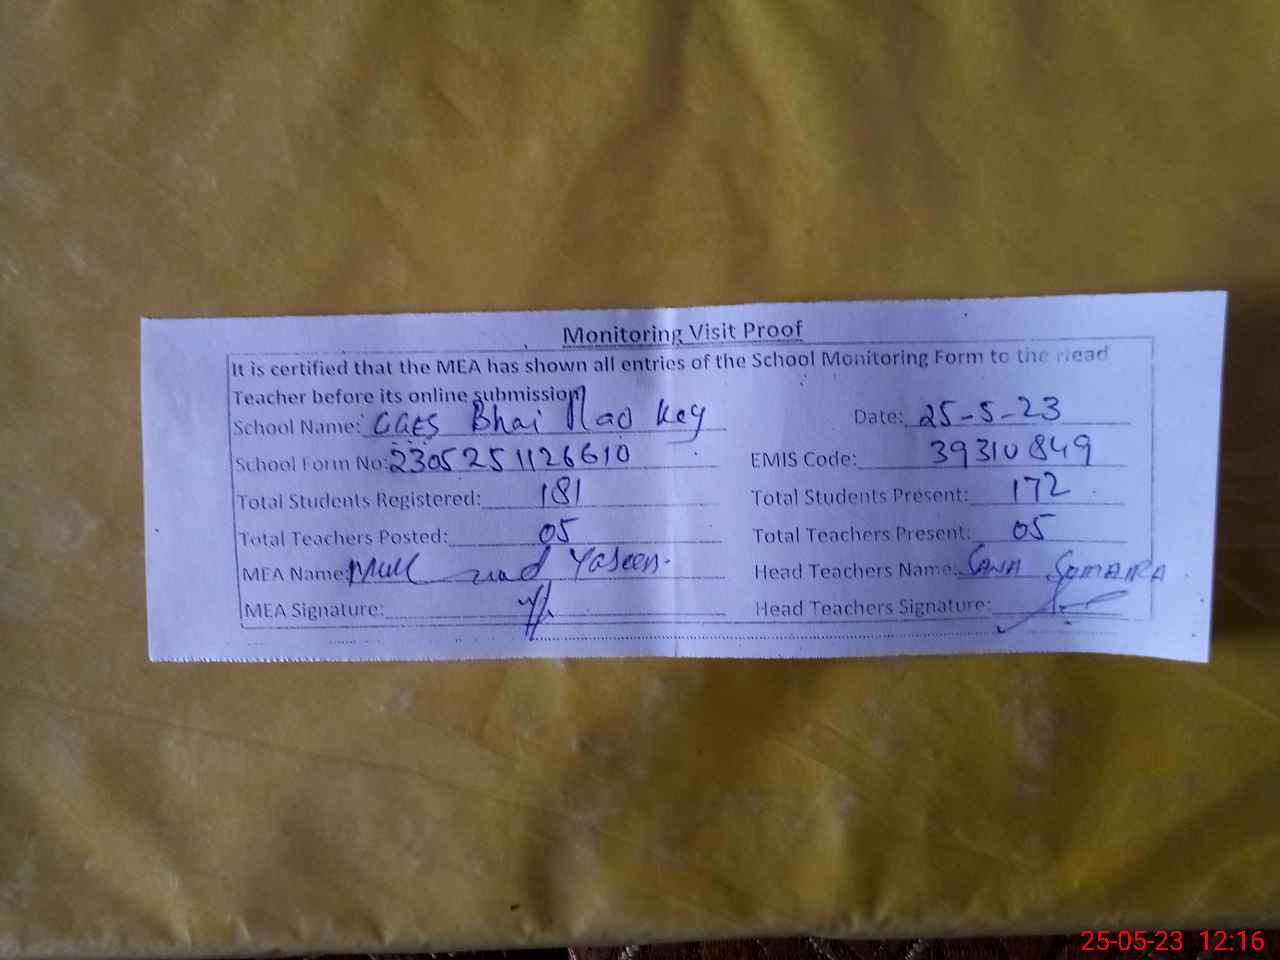 Monitoring Visit Proof
It is certified that the MEA has shown all entries of the School Monitoring Form to the Head
Teacher before its online submission
School Name: GGES Bhai Key Date: 25-5-23
School Form No: 2305251126610 EMIS Code: 39310849
Total Students Registered: 181 Total Students Present: 172
Total Teachers Posted: 05 Total Teachers Present: 05
MEA Name: Yaseen. Head Teachers Name: SANA
MEA Signature: Head Teachers Signature:
25-05-23 12:16